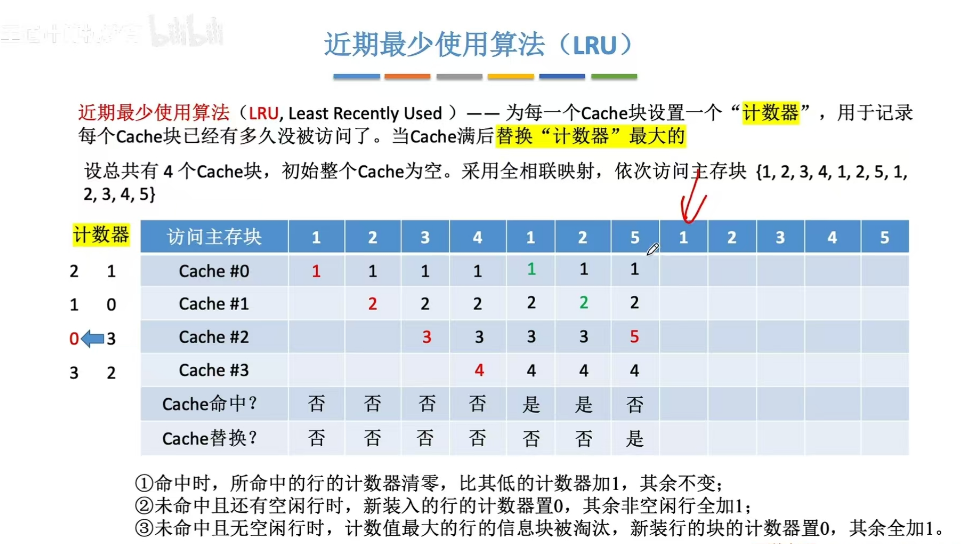 bilibili
近期最少使用算法（LRU）
近期最少使用算法（LRU, Least Recently Used ）—— 为每一个Cache块设置一个“计数器”，用于记录
每个Cache块已经有多久没被访问了。当Cache满后替换“计数器”最大的
设总共有 4 个Cache块，初始整个Cache为空。采用全相联映射，依次访问主存块 {1, 2, 3, 4, 1, 2, 5, 1,
2, 3, 4, 5}
计数器 访问主存块 1 2 3 4 1 2 5 1 2 3 4 5
2 1 Cache #0 1 1 1 1 1 1 1
1 0 Cache #1 2 2 2 2 2 2
0 3 Cache #2 3 3 3 3 5
3 2 Cache #3 4 4 4 4
Cache命中？ 否 否 否 否 是 是 否
Cache替换？ 否 否 否 否 否 否 是
①命中时，所命中的行的计数器清零，比其低的计数器加1，其余不变；
②未命中且还有空闲行时，新装入的行的计数器置0，其余非空闲行全加1；
③未命中且无空闲行时，计数值最大的行的信息块被淘汰，新装行的块的计数器置0，其余全加1。